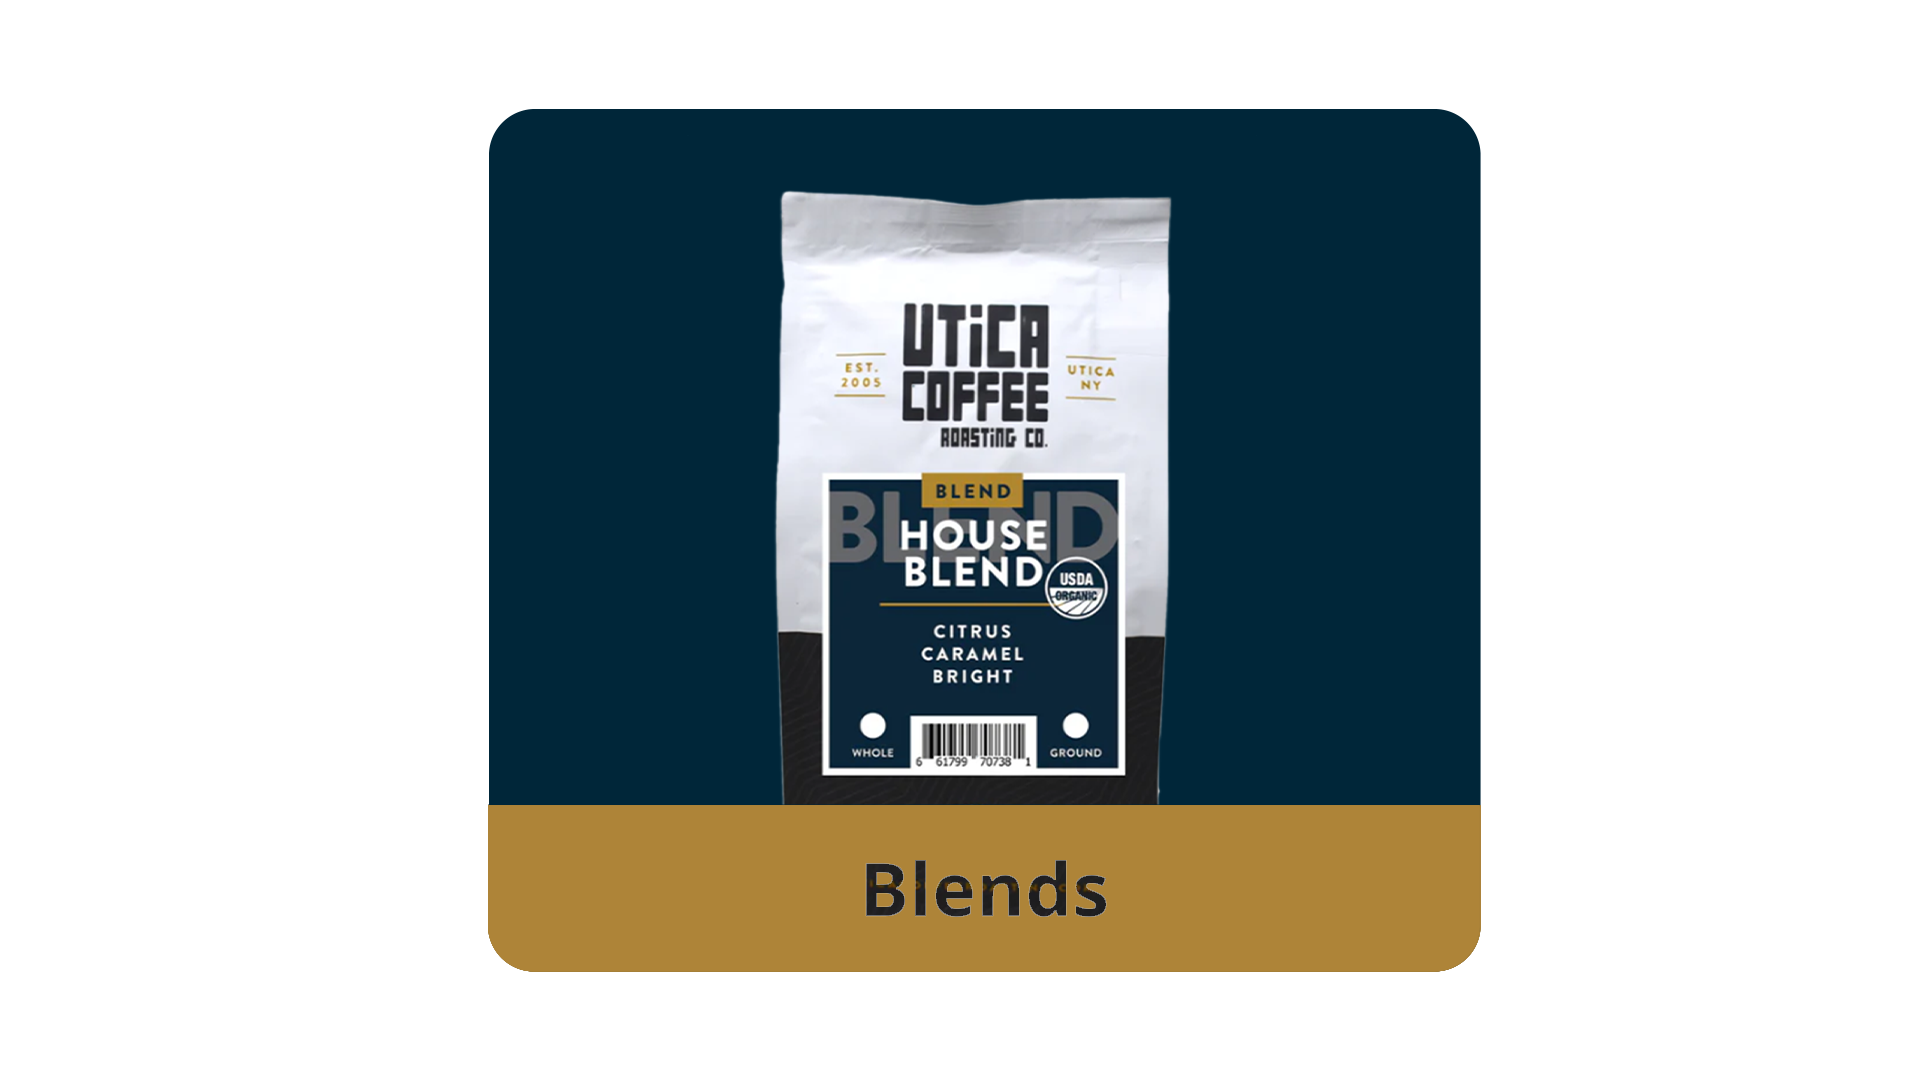 UTiCA
COFFEE
ROASTiNG CO.
EST.
2005
UTICA
NY
BLEND
BLEND
HOUSE
BLEND
USDA
ORGANIC
CITRUS
CARAMEL
BRIGHT
WHOLE
GROUND
6 61799 70738 1
Blends